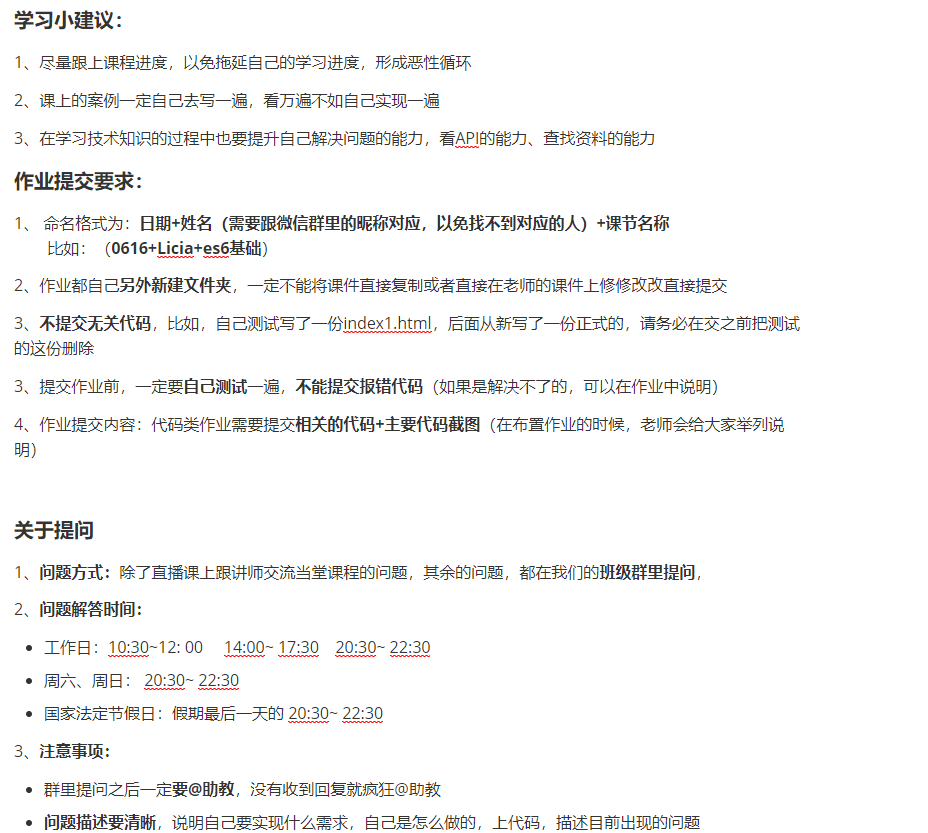 学习小建议：
1、尽量跟上课程进度，以免拖延自己的学习进度，形成恶性循环
2、课上的案例一定自己去写一遍，看万遍不如自己实现一遍
3、在学习技术知识的过程中也要提升自己解决问题的能力，看API的能力、查找资料的能力
作业提交要求：
1、 命名格式为：日期+姓名（需要跟微信群里的昵称对应，以免找不到对应的人）+课节名称
比如：（0616+Licia+es6基础）
2、作业都自己另外新建文件夹，一定不能将课件直接复制或者直接在老师的课件上修修改改直接提交
3、不提交无关代码，比如，自己测试写了一份index1.html，后面从新写了一份正式的，请务必在交之前把测试
的这份删除
3、提交作业前，一定要自己测试一遍，不能提交报错代码（如果是解决不了的，可以在作业中说明）
4、作业提交内容：代码类作业需要提交相关的代码+主要代码截图（在布置作业的时候，老师会给大家举列说
明）
关于提问
1、问题方式：除了直播课上跟讲师交流当堂课程的问题，其余的问题，都在我们的班级群里提问，
2、问题解答时间：
• 工作日：10:30~12: 00 14:00~ 17:30 20:30~ 22:30
• 周六、周日： 20:30~ 22:30
• 国家法定节假日：假期最后一天的 20:30~ 22:30
3、注意事项：
• 群里提问之后一定要@助教，没有收到回复就疯狂@助教
• 问题描述要清晰，说明自己要实现什么需求，自己是怎么做的，上代码，描述目前出现的问题